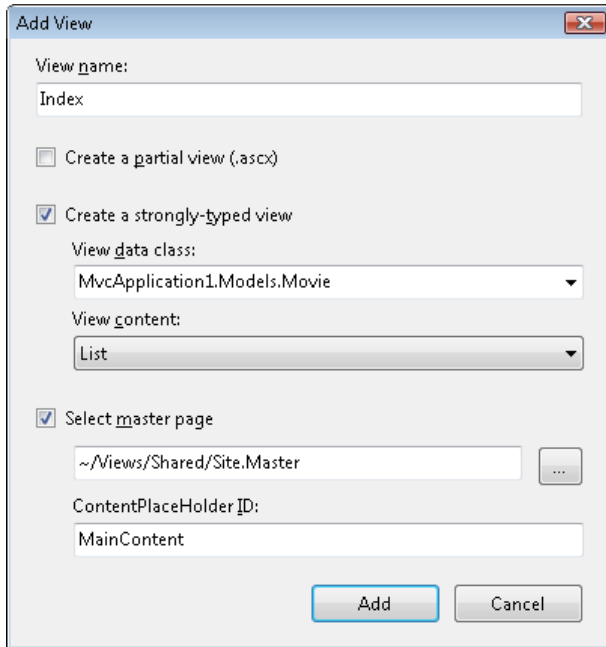 Add View
View name:
Index
Create a partial view (.ascx)
Create a strongly-typed view
View data class:
MvcApplication1.Models.Movie
View content:
List
Select master page
~/Views/Shared/Site.Master
...
ContentPlaceHolder ID:
MainContent
Add Cancel